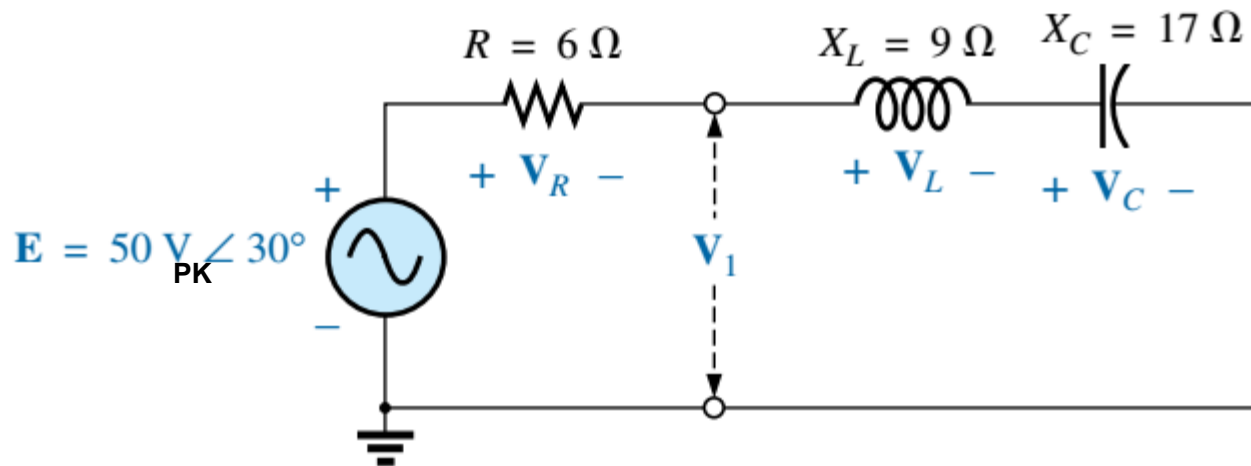 R = 6 Ω
X_L = 9 Ω
X_C = 17 Ω
+ V_R −
+ V_L −
+ V_C −
+
E = 50 V ∠ 30°
PK
V_1
−